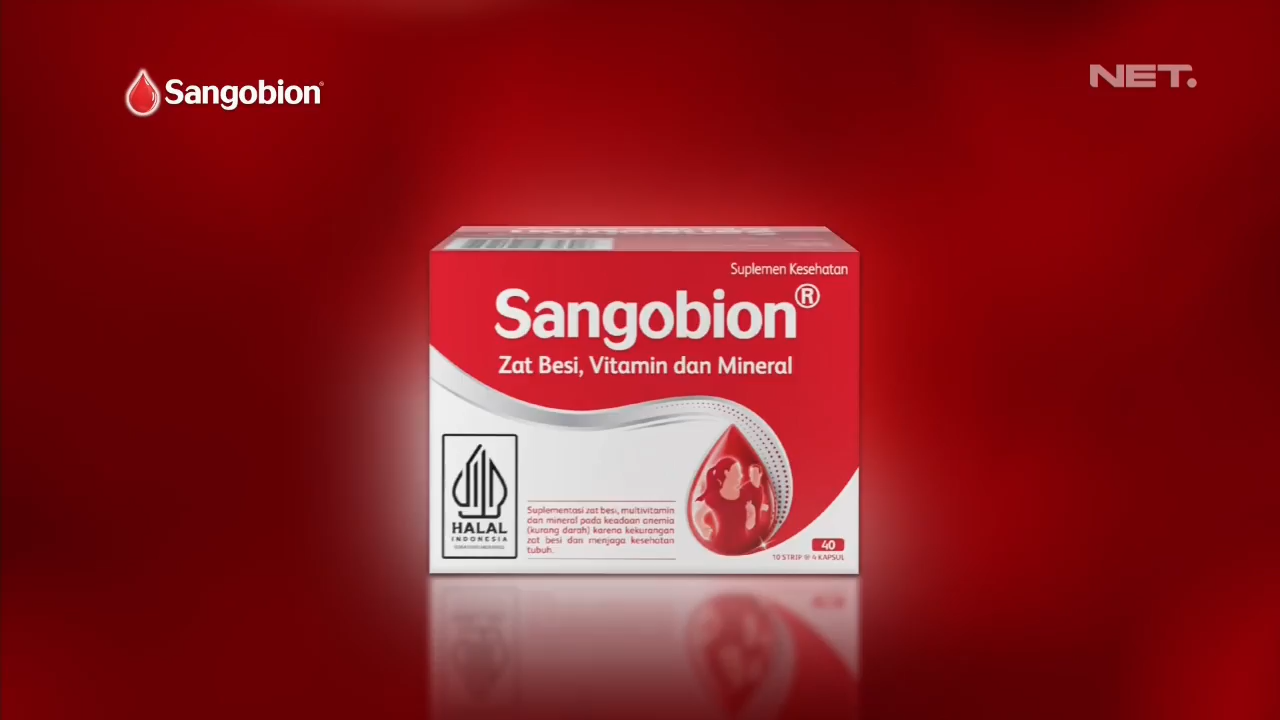 Sangobion®
NET.
Suplemen Kesehatan
Sangobion®
Zat Besi, Vitamin dan Mineral
HALAL
INDONESIA
Suplementasi zat besi, multivitamin
dan mineral pada keadaan anemia
(kurang darah) karena kekurangan
zat besi dan menjaga kesehatan
tubuh.
40
10 STRIP @ 4 KAPSUL